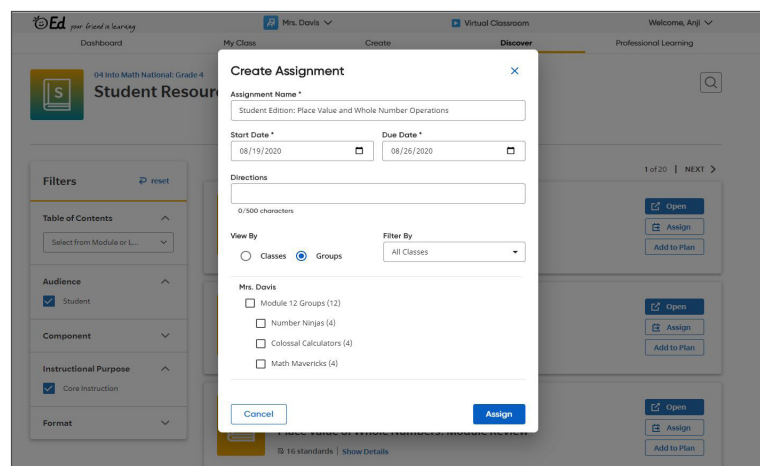 Ed your friend in learning
Mrs. Davis
Virtual Classroom
Welcome, Anji
Dashboard
My Class
Create
Discover
Professional Learning
04 Into Math National: Grade 4
Student Resour
S
Create Assignment
Assignment Name *
Student Edition: Place Value and Whole Number Operations
Start Date *
Due Date *
08/19/2020
08/26/2020
Directions
0/500 characters
View By
Filter By
Classes
Groups
All Classes
Mrs. Davis
Module 12 Groups (12)
Number Ninjas (4)
Colossal Calculators (4)
Math Mavericks (4)
Cancel
Assign
Filters
reset
Table of Contents
Select from Module or L...
Audience
Student
Component
Instructional Purpose
Core Instruction
Format
1 of 20 | NEXT
Open
Assign
Add to Plan
Open
Assign
Add to Plan
Open
Assign
Add to Plan
Place Value of Whole Numbers: Module Review
16 standards | Show Details